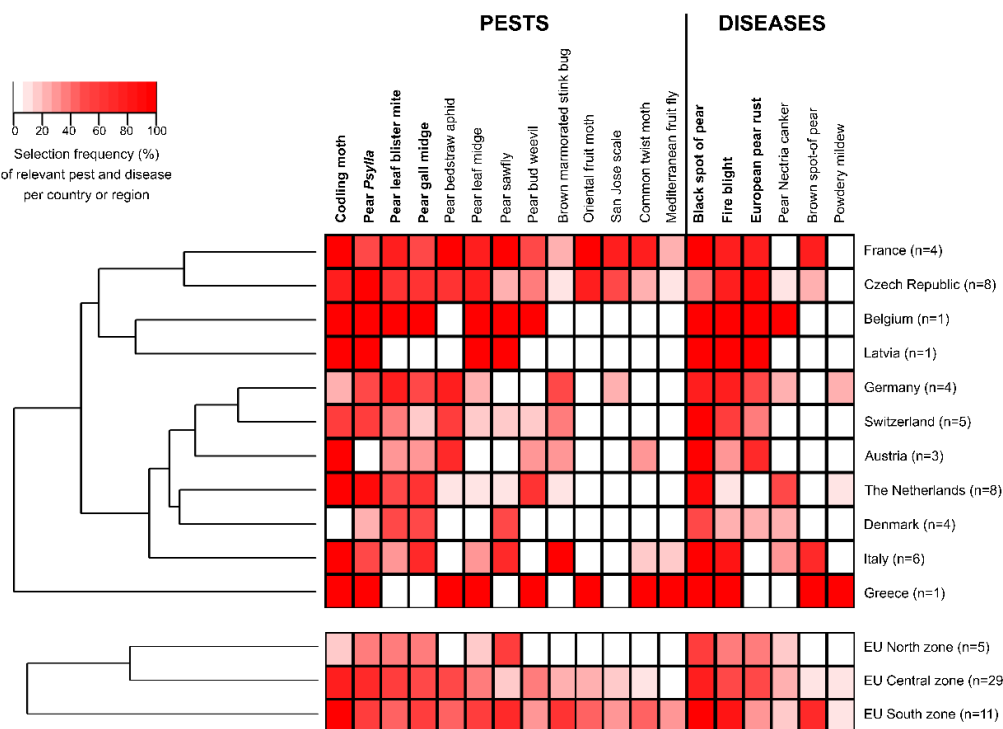 PESTS
DISEASES
0 20 40 60 80 100
Selection frequency (%)
of relevant pest and disease
per country or region
Codling moth
Pear Psylla
Pear leaf blister mite
Pear gall midge
Pear bedstraw aphid
Pear leaf midge
Pear sawfly
Pear bud weevil
Brown marmorated stink bug
Oriental fruit moth
San Jose scale
Common twist moth
Mediterranean fruit fly
Black spot of pear
Fire blight
European pear rust
Pear Nectria canker
Brown spot-of pear
Powdery mildew
France (n=4)
Czech Republic (n=8)
Belgium (n=1)
Latvia (n=1)
Germany (n=4)
Switzerland (n=5)
Austria (n=3)
The Netherlands (n=8)
Denmark (n=4)
Italy (n=6)
Greece (n=1)
EU North zone (n=5)
EU Central zone (n=29
EU South zone (n=11)